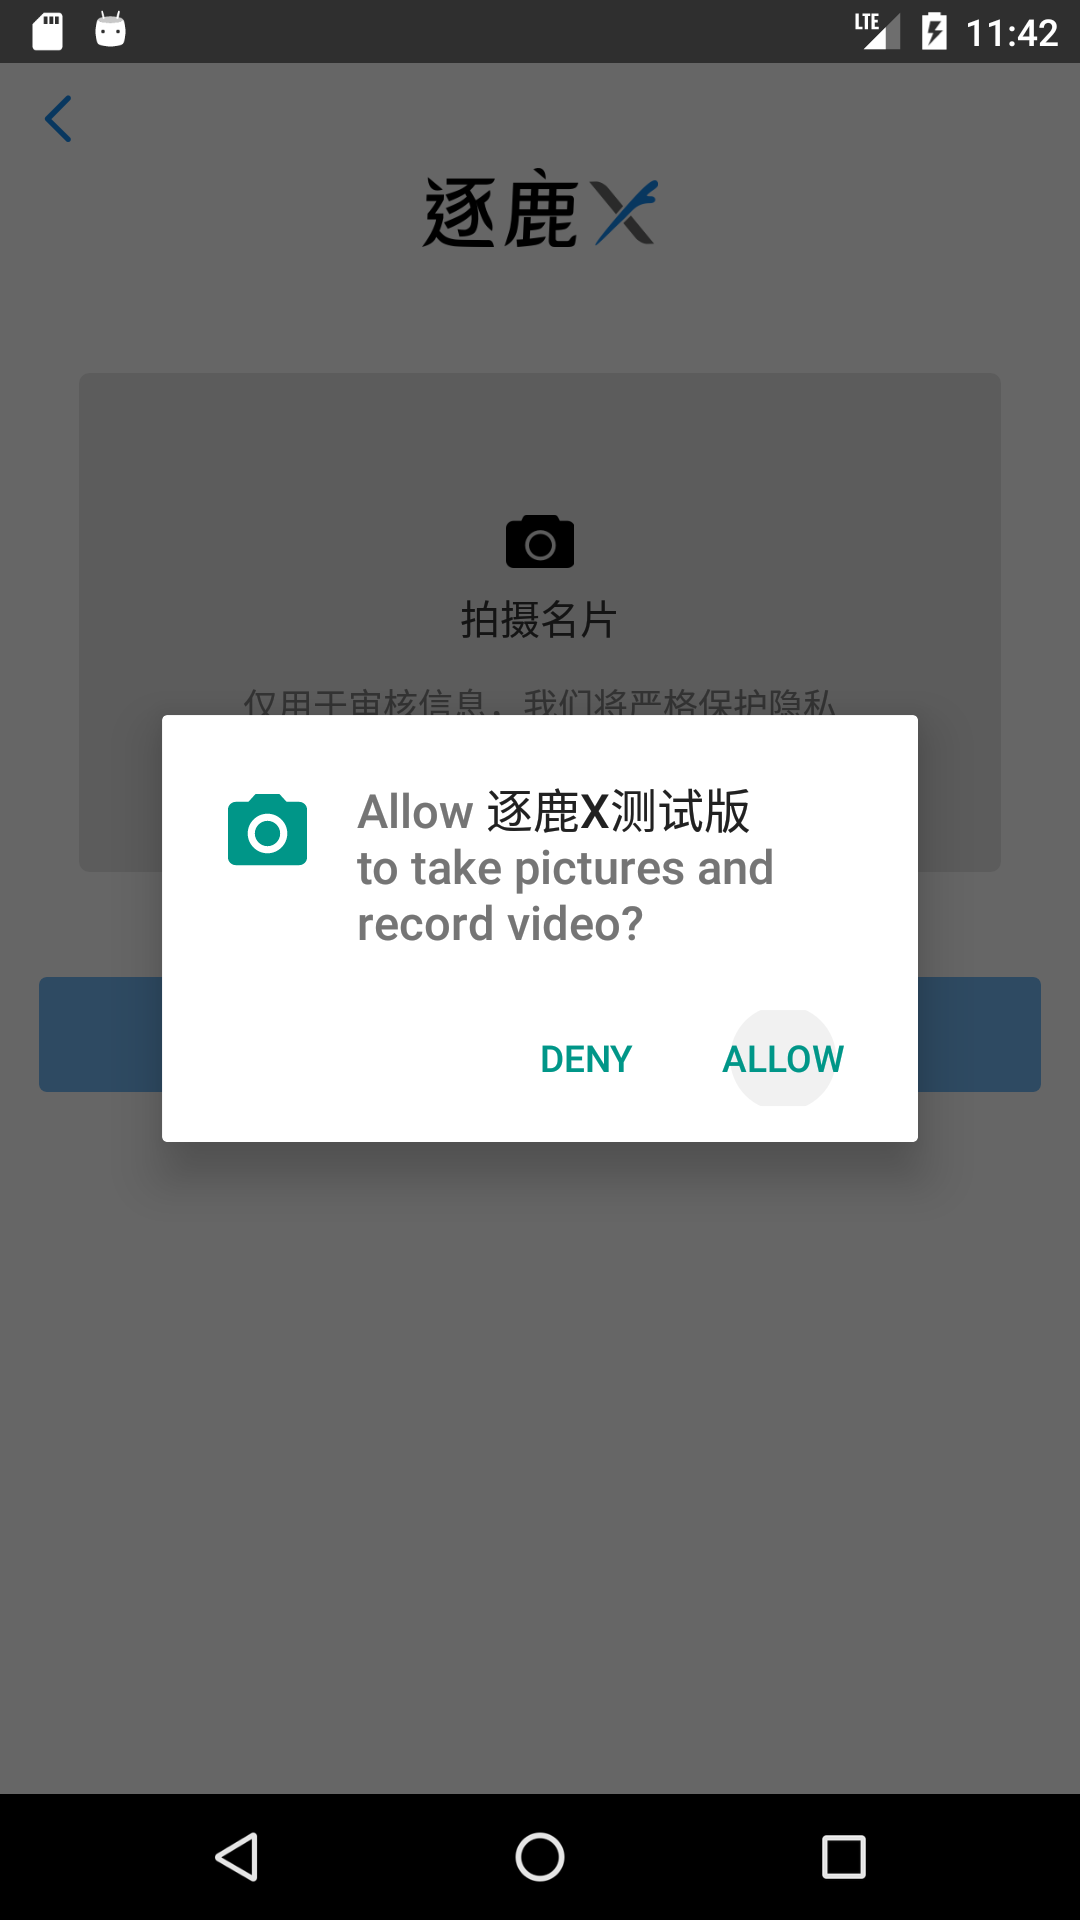 LTE 11:42
逐鹿X
拍摄名片
仅用于审核信息，我们将严格保护隐私
Allow 逐鹿X测试版
to take pictures and
record video?
DENY ALLOW